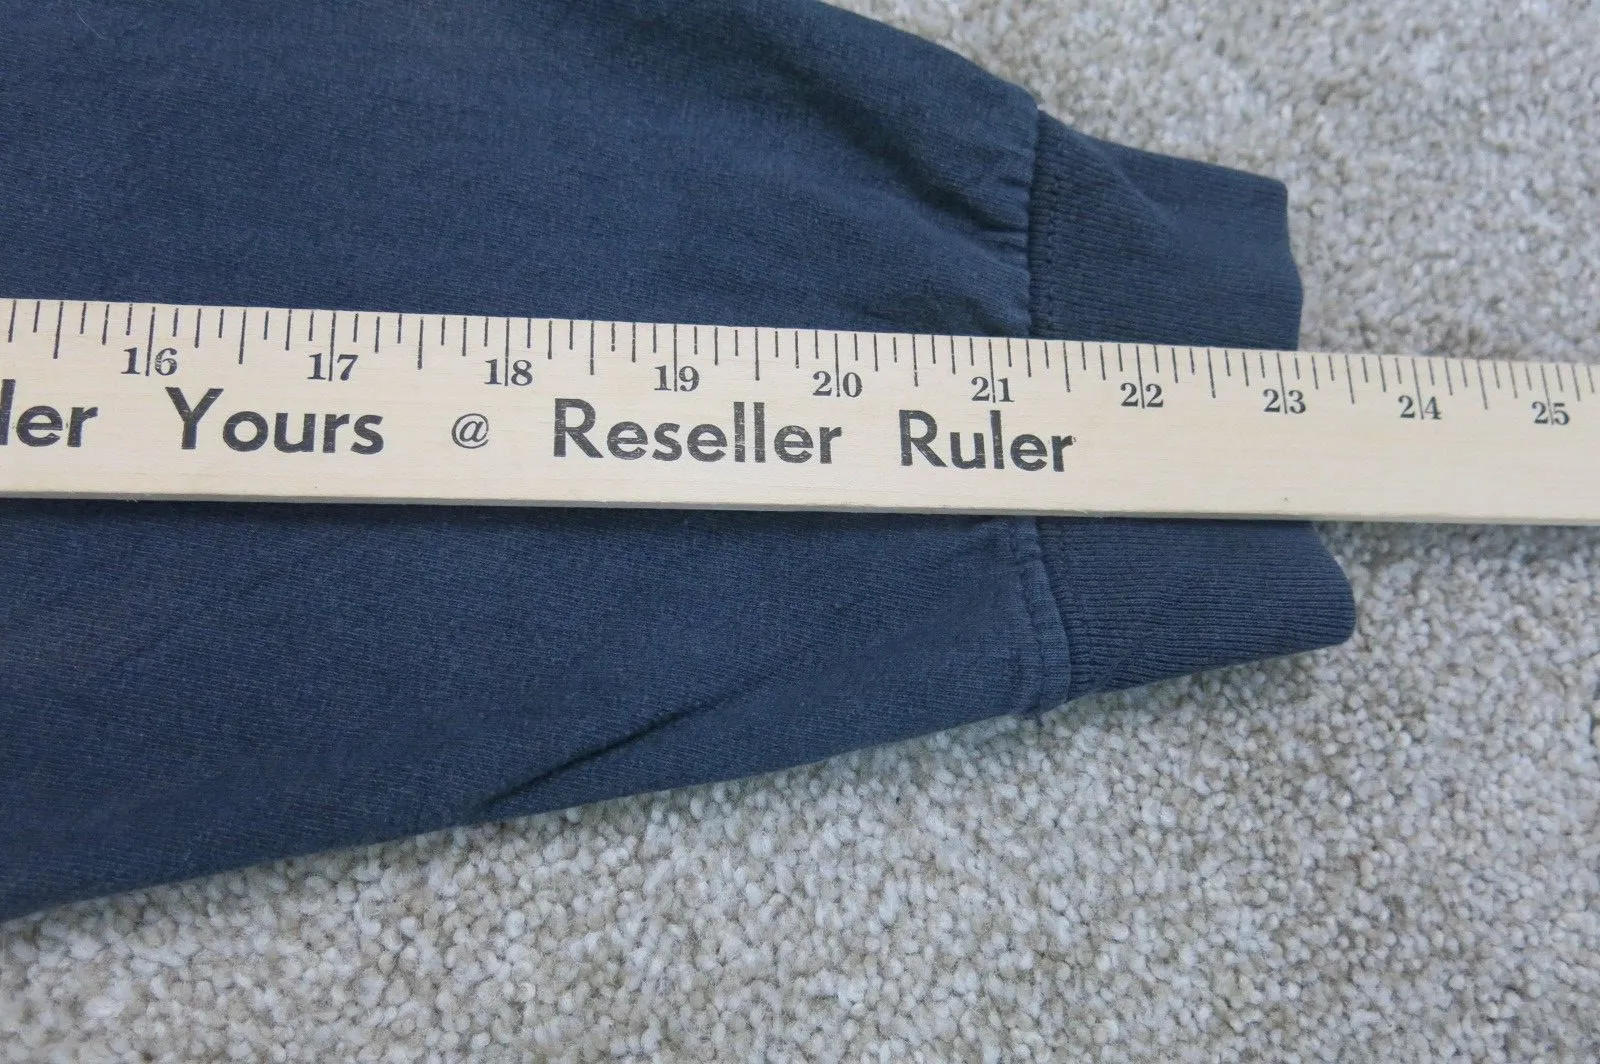 16 17 18 19 20 21 22 23 24 25
ler Yours @ Reseller Ruler